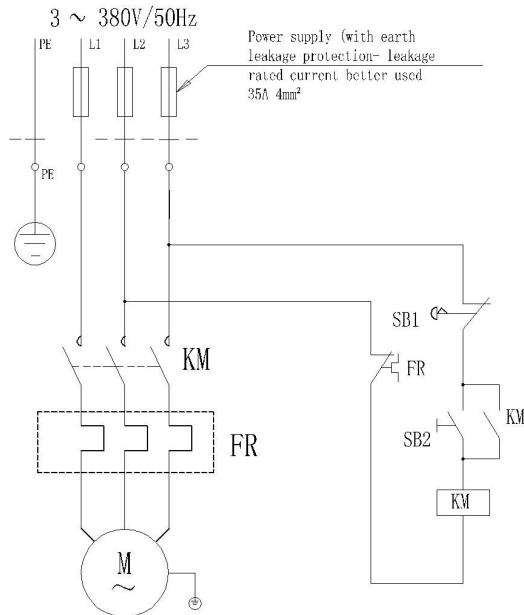 3 ~ 380V/50Hz
PE L1 L2 L3
Power supply (with earth
leakage protection- leakage
rated current better used
35A 4mm²
PE
SB1
KM
FR
KM
SB2
FR
KM
M
~